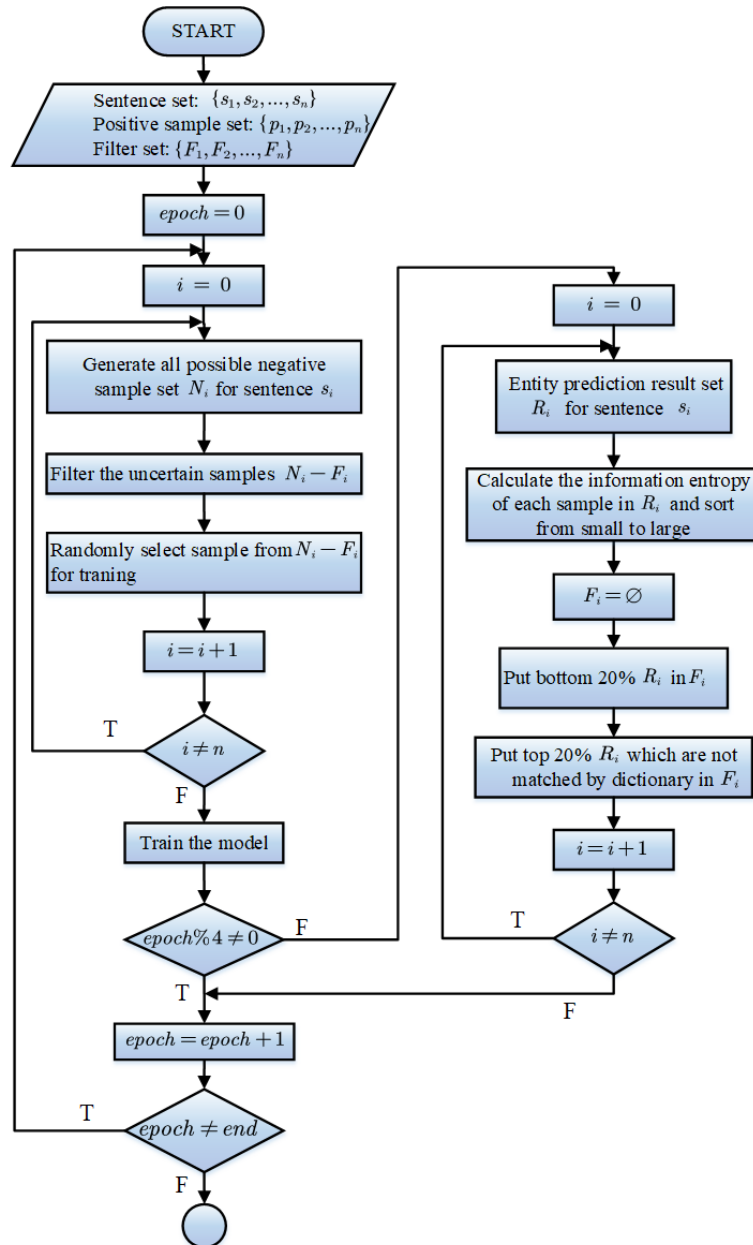 START
Sentence set: {s₁,s₂,...,sₙ}
Positive sample set: {p₁,p₂,...,pₙ}
Filter set: {F₁,F₂,...,Fₙ}
epoch = 0
i = 0
Generate all possible negative
sample set Nᵢ for sentence sᵢ
Filter the uncertain samples Nᵢ − Fᵢ
Randomly select sample from Nᵢ − Fᵢ
for traning
i = i + 1
T
i ≠ n
F
Train the model
epoch%4 ≠ 0
F
T
epoch = epoch + 1
T
epoch ≠ end
F
i = 0
Entity prediction result set
Rᵢ for sentence sᵢ
Calculate the information entropy
of each sample in Rᵢ and sort
from small to large
Fᵢ = ∅
Put bottom 20% Rᵢ in Fᵢ
Put top 20% Rᵢ which are not
matched by dictionary in Fᵢ
i = i + 1
T
i ≠ n
F